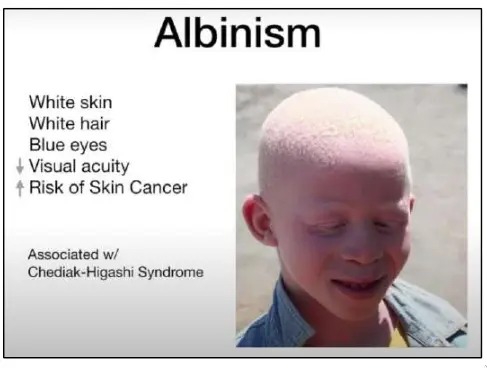 Albinism
White skin
White hair
Blue eyes
↓ Visual acuity
↑ Risk of Skin Cancer
Associated w/
Chediak-Higashi Syndrome